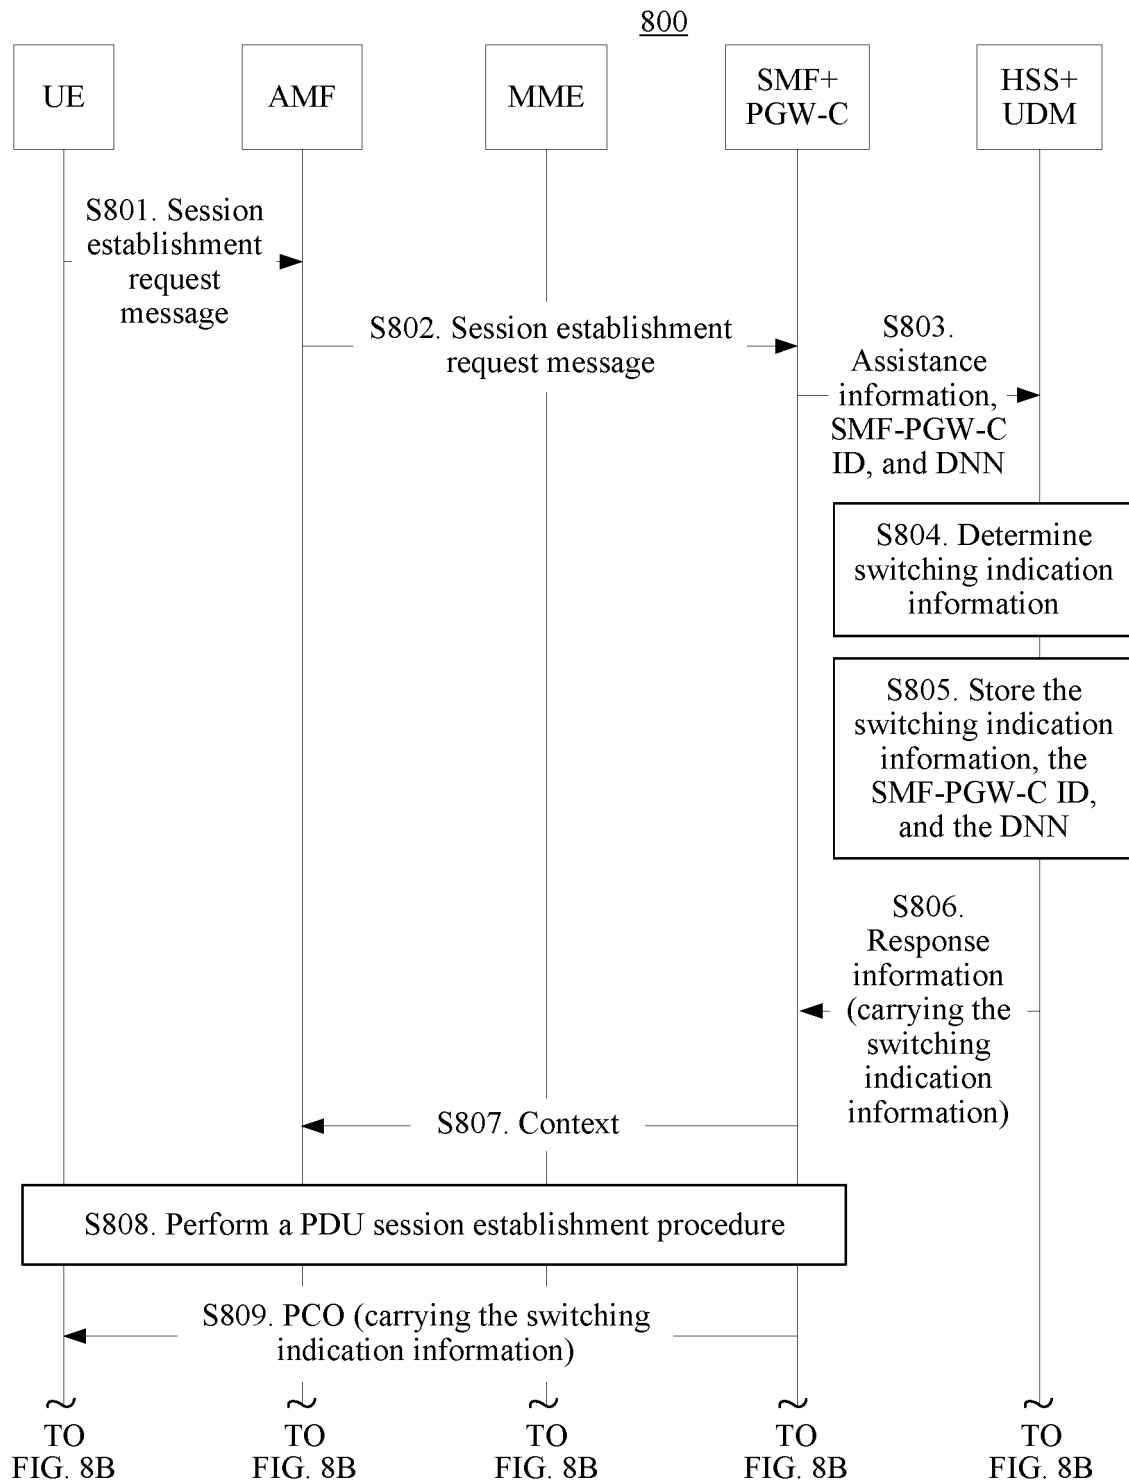 800
UE
AMF
MME
SMF+
PGW-C
HSS+
UDM
S801. Session
establishment
request
message
S802. Session establishment
request message
S803.
Assistance
information,
SMF-PGW-C
ID, and DNN
S804. Determine
switching indication
information
S805. Store the
switching indication
information, the
SMF-PGW-C ID,
and the DNN
S806.
Response
information
(carrying the
switching
indication
information)
S807. Context
S808. Perform a PDU session establishment procedure
S809. PCO (carrying the switching
indication information)
TO
FIG. 8B
TO
FIG. 8B
TO
FIG. 8B
TO
FIG. 8B
TO
FIG. 8B